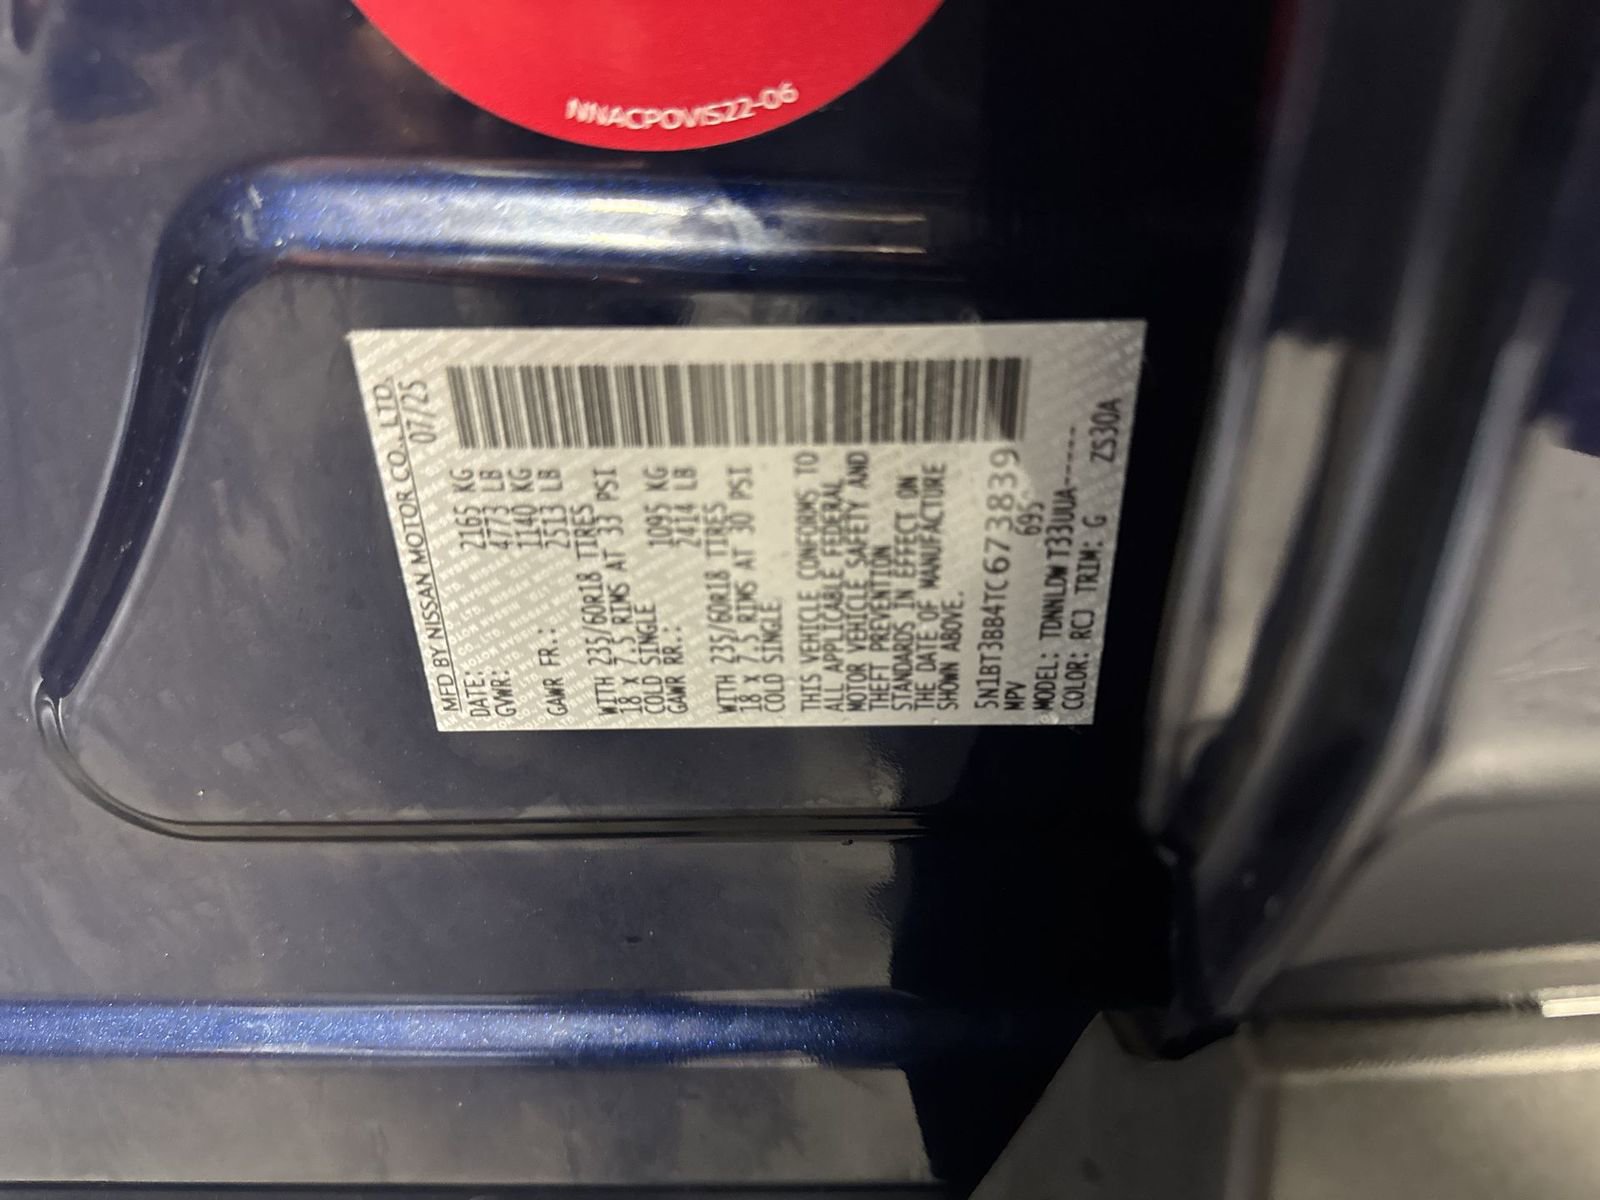 NNACPOVIS22-06
MFD BY NISSAN MOTOR CO., LTD.
DATE: 07/25
GVWR: 2165 KG
4773 LB
GAWR FR.: 1140 KG
2513 LB
WITH 235/60R18 TIRES
18 X 7.5 RIMS AT 33 PSI
COLD SINGLE
GAWR RR.: 1095 KG
2414 LB
WITH 235/60R18 TIRES
18 X 7.5 RIMS AT 30 PSI
COLD SINGLE
THIS VEHICLE CONFORMS TO
ALL APPLICABLE FEDERAL
MOTOR VEHICLE SAFETY AND
THEFT PREVENTION
STANDARDS IN EFFECT ON
THE DATE OF MANUFACTURE
SHOWN ABOVE.
5N1BT3BB4TC673839
MPV 695
MODEL: TDNNLDW T33UUA-----
COLOR: RCJ TRIM: G ZS30A